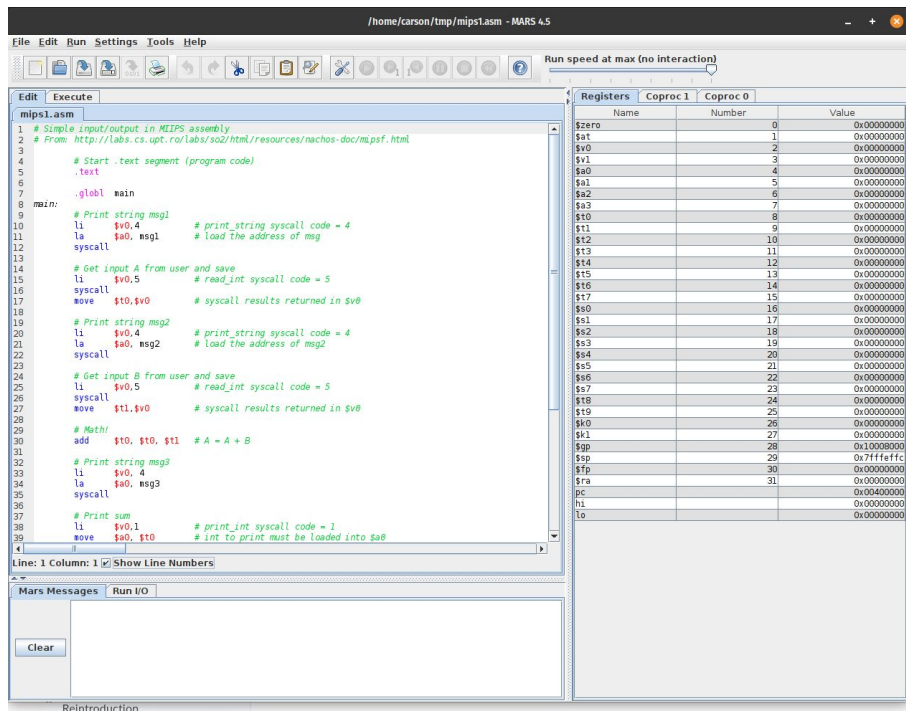 /home/carson/tmp/mips1.asm - MARS 4.5
File Edit Run Settings Tools Help
Run speed at max (no interaction)
Edit Execute
mips1.asm
1 # Simple input/output in MIIPS assembly
2 # From: http://labs.cs.upt.ro/labs/so2/html/resources/nachos-doc/mipsf.html
3
4 # Start .text segment (program code)
5 .text
6
7 .globl main
8 main:
9 # Print string msg1
10 li $v0,4 # print_string syscall code = 4
11 la $a0, msg1 # load the address of msg
12 syscall
13
14 # Get input A from user and save
15 li $v0,5 # read_int syscall code = 5
16 syscall
17 move $t0,$v0 # syscall results returned in $v0
18
19 # Print string msg2
20 li $v0,4 # print_string syscall code = 4
21 la $a0, msg2 # load the address of msg2
22 syscall
23
24 # Get input B from user and save
25 li $v0,5 # read_int syscall code = 5
26 syscall
27 move $t1,$v0 # syscall results returned in $v0
28
29 # Math!
30 add $t0, $t0, $t1 # A = A + B
31
32 # Print string msg3
33 li $v0, 4
34 la $a0, msg3
35 syscall
36
37 # Print sum
38 li $v0,1 # print_int syscall code = 1
39 move $a0, $t0 # int to print must be loaded into $a0
Line: 1 Column: 1 Show Line Numbers
Mars Messages Run I/O
Clear
Registers Coproc 1 Coproc 0
Name Number Value
$zero 0 0x00000000
$at 1 0x00000000
$v0 2 0x00000000
$v1 3 0x00000000
$a0 4 0x00000000
$a1 5 0x00000000
$a2 6 0x00000000
$a3 7 0x00000000
$t0 8 0x00000000
$t1 9 0x00000000
$t2 10 0x00000000
$t3 11 0x00000000
$t4 12 0x00000000
$t5 13 0x00000000
$t6 14 0x00000000
$t7 15 0x00000000
$s0 16 0x00000000
$s1 17 0x00000000
$s2 18 0x00000000
$s3 19 0x00000000
$s4 20 0x00000000
$s5 21 0x00000000
$s6 22 0x00000000
$s7 23 0x00000000
$t8 24 0x00000000
$t9 25 0x00000000
$k0 26 0x00000000
$k1 27 0x00000000
$gp 28 0x10008000
$sp 29 0x7fffeffc
$fp 30 0x00000000
$ra 31 0x00000000
pc 0x00400000
hi 0x00000000
lo 0x00000000
Reintroduction